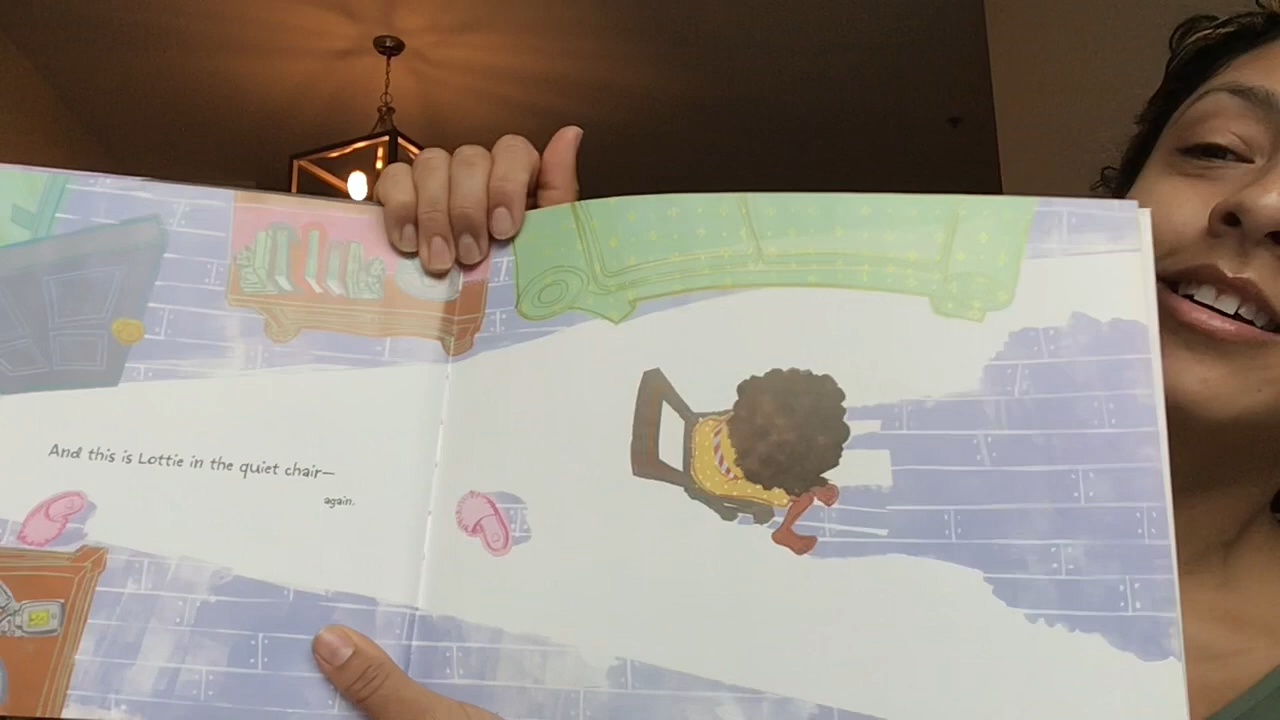 And this is Lottie in the quiet chair—
again.